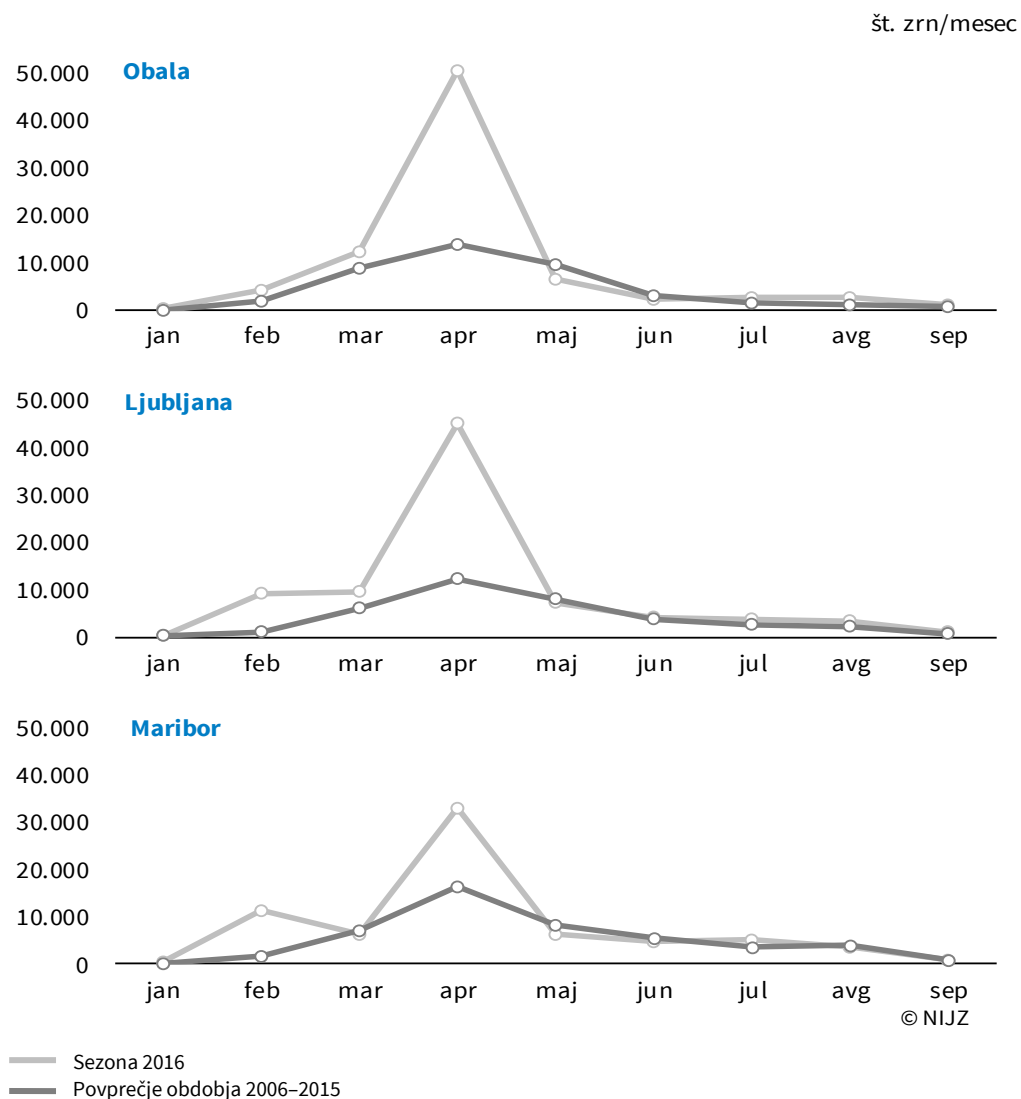 št. zrn/mesec
50.000
Obala
40.000
30.000
20.000
10.000
0
jan feb mar apr maj jun jul avg sep
50.000
Ljubljana
40.000
30.000
20.000
10.000
0
jan feb mar apr maj jun jul avg sep
50.000
Maribor
40.000
30.000
20.000
10.000
0
jan feb mar apr maj jun jul avg sep
© NIJZ
Sezona 2016
Povprečje obdobja 2006–2015